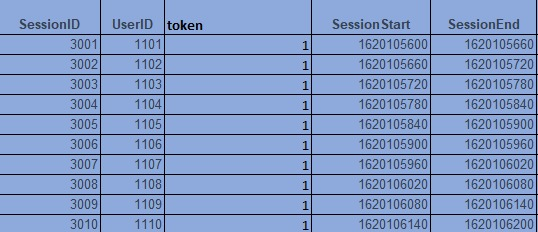 SessionID UserID token SessionStart SessionEnd
3001 1101 1 1620105600 1620105660
3002 1102 1 1620105660 1620105720
3003 1103 1 1620105720 1620105780
3004 1104 1 1620105780 1620105840
3005 1105 1 1620105840 1620105900
3006 1106 1 1620105900 1620105960
3007 1107 1 1620105960 1620106020
3008 1108 1 1620106020 1620106080
3009 1109 1 1620106080 1620106140
3010 1110 1 1620106140 1620106200